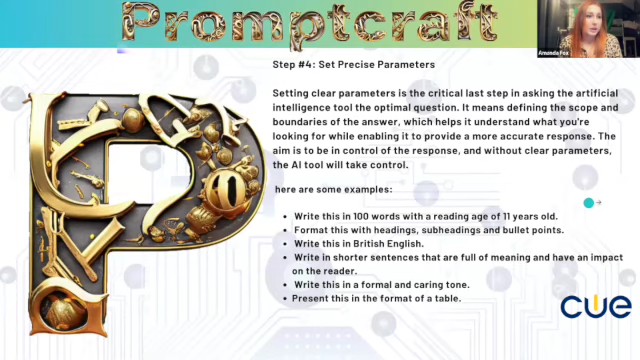 Promptcraft
Amanda Fox
Step #4: Set Precise Parameters
Setting clear parameters is the critical last step in asking the artificial
intelligence tool the optimal question. It means defining the scope and
boundaries of the answer, which helps it understand what you're
looking for while enabling it to provide a more accurate response. The
aim is to be in control of the response, and without clear parameters,
the AI tool will take control.
here are some examples:
• Write this in 100 words with a reading age of 11 years old.
• Format this with headings, subheadings and bullet points.
• Write this in British English.
• Write in shorter sentences that are full of meaning and have an impact
on the reader.
• Write this in a formal and caring tone.
• Present this in the format of a table.
P
cue